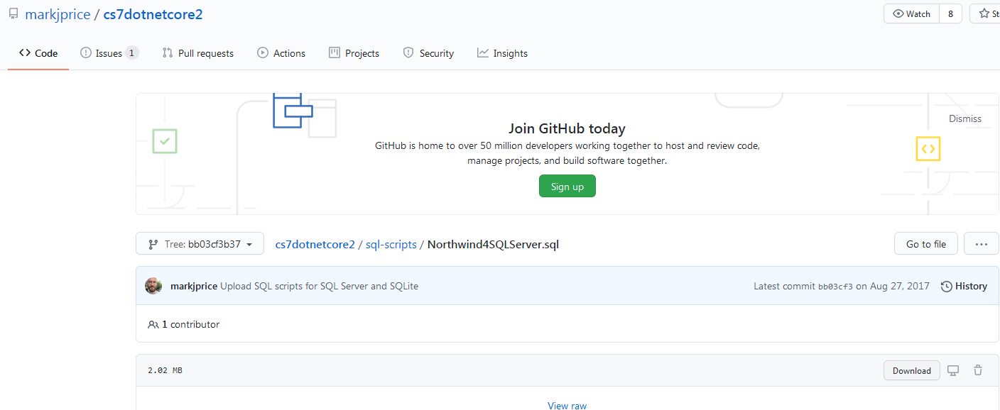 markjprice / cs7dotnetcore2
Watch 8 St
Code Issues 1 Pull requests Actions Projects Security Insights
Dismiss
Join GitHub today
GitHub is home to over 50 million developers working together to host and review code,
manage projects, and build software together.
Sign up
Tree: bb03cf3b37 cs7dotnetcore2 / sql-scripts / Northwind4SQLServer.sql Go to file ...
markjprice Upload SQL scripts for SQL Server and SQLite Latest commit bb03cf3 on Aug 27, 2017 History
1 contributor
2.02 MB Download
View raw